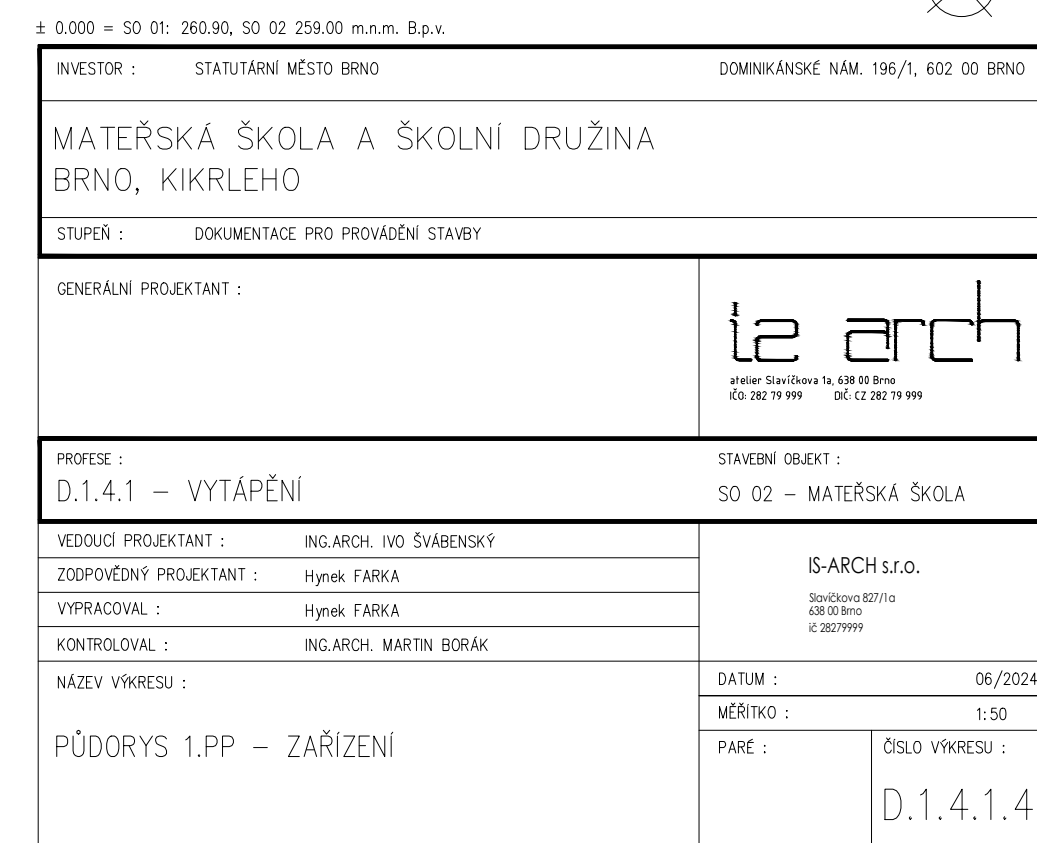 ± 0.000 = SO 01: 260.90, SO 02 259.00 m.n.m. B.p.v.
INVESTOR : STATUTÁRNÍ MĚSTO BRNO DOMINIKÁNSKÉ NÁM. 196/1, 602 00 BRNO
MATEŘSKÁ ŠKOLA A ŠKOLNÍ DRUŽINA
BRNO, KIKRLEHO
STUPEŇ : DOKUMENTACE PRO PROVÁDĚNÍ STAVBY
GENERÁLNÍ PROJEKTANT :
is arch
atelier Slavíčkova 1a, 638 00 Brno
IČO: 282 79 999 DIČ: CZ 282 79 999
PROFESE : STAVEBNÍ OBJEKT :
D.1.4.1 – VYTÁPĚNÍ SO 02 – MATEŘSKÁ ŠKOLA
VEDOUCÍ PROJEKTANT : ING.ARCH. IVO ŠVÁBENSKÝ
ZODPOVĚDNÝ PROJEKTANT : Hynek FARKA
VYPRACOVAL : Hynek FARKA
KONTROLOVAL : ING.ARCH. MARTIN BORÁK
IS-ARCH s.r.o.
Slavíčkova 827/1a
638 00 Brno
ič 28279999
NÁZEV VÝKRESU :
PŮDORYS 1.PP – ZAŘÍZENÍ
DATUM : 06/2024
MĚŘÍTKO : 1:50
PARÉ : ČÍSLO VÝKRESU :
D.1.4.1.4